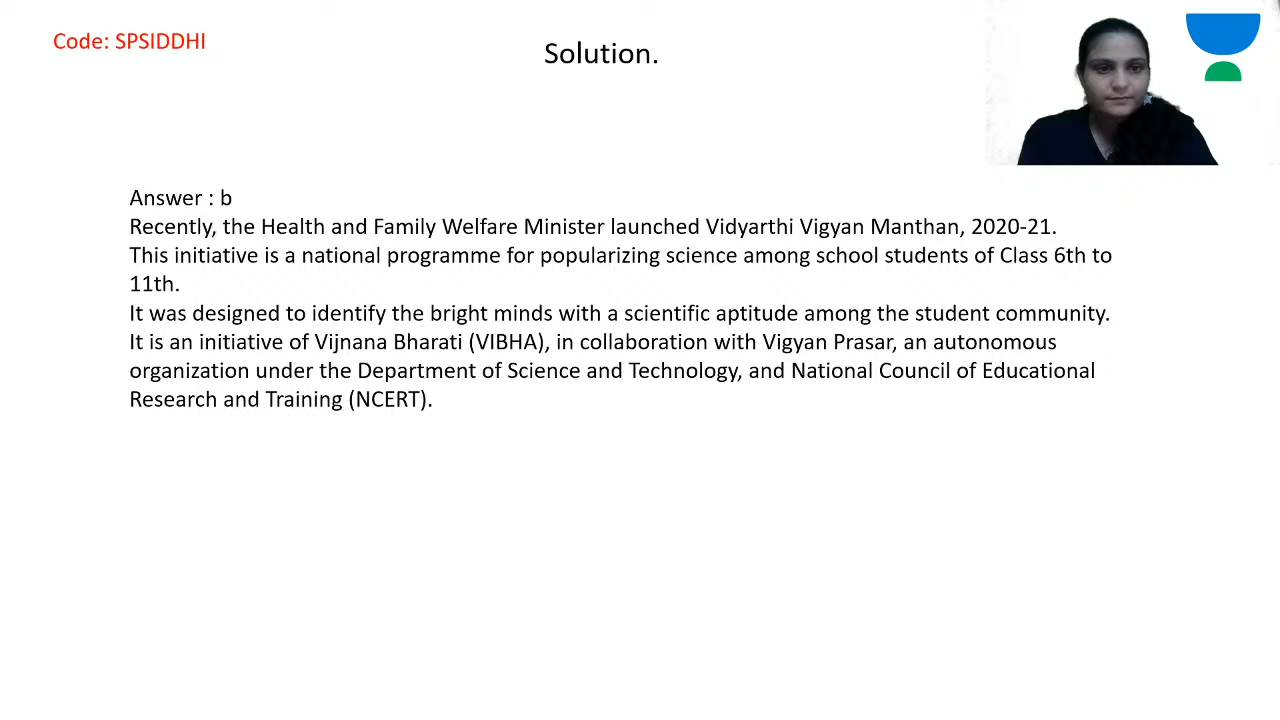 Code: SPSIDDHI
Solution.
Answer : b
Recently, the Health and Family Welfare Minister launched Vidyarthi Vigyan Manthan, 2020-21.
This initiative is a national programme for popularizing science among school students of Class 6th to
11th.
It was designed to identify the bright minds with a scientific aptitude among the student community.
It is an initiative of Vijnana Bharati (VIBHA), in collaboration with Vigyan Prasar, an autonomous
organization under the Department of Science and Technology, and National Council of Educational
Research and Training (NCERT).